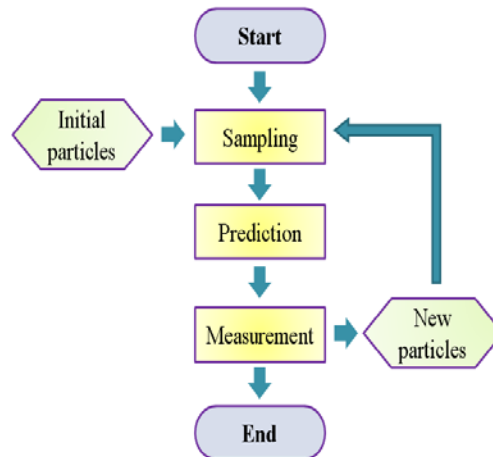 Start
Initial
particles
Sampling
Prediction
Measurement
New
particles
End